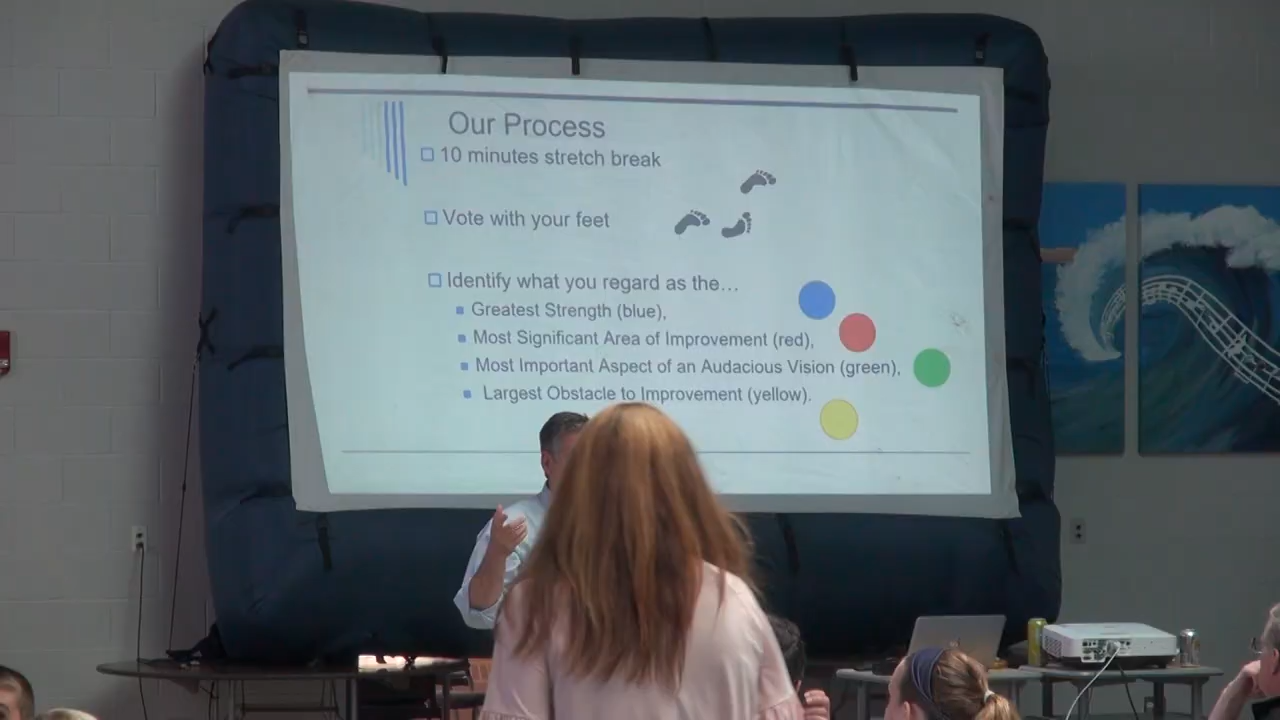 Our Process
10 minutes stretch break
Vote with your feet
Identify what you regard as the…
Greatest Strength (blue),
Most Significant Area of Improvement (red),
Most Important Aspect of an Audacious Vision (green),
Largest Obstacle to Improvement (yellow).